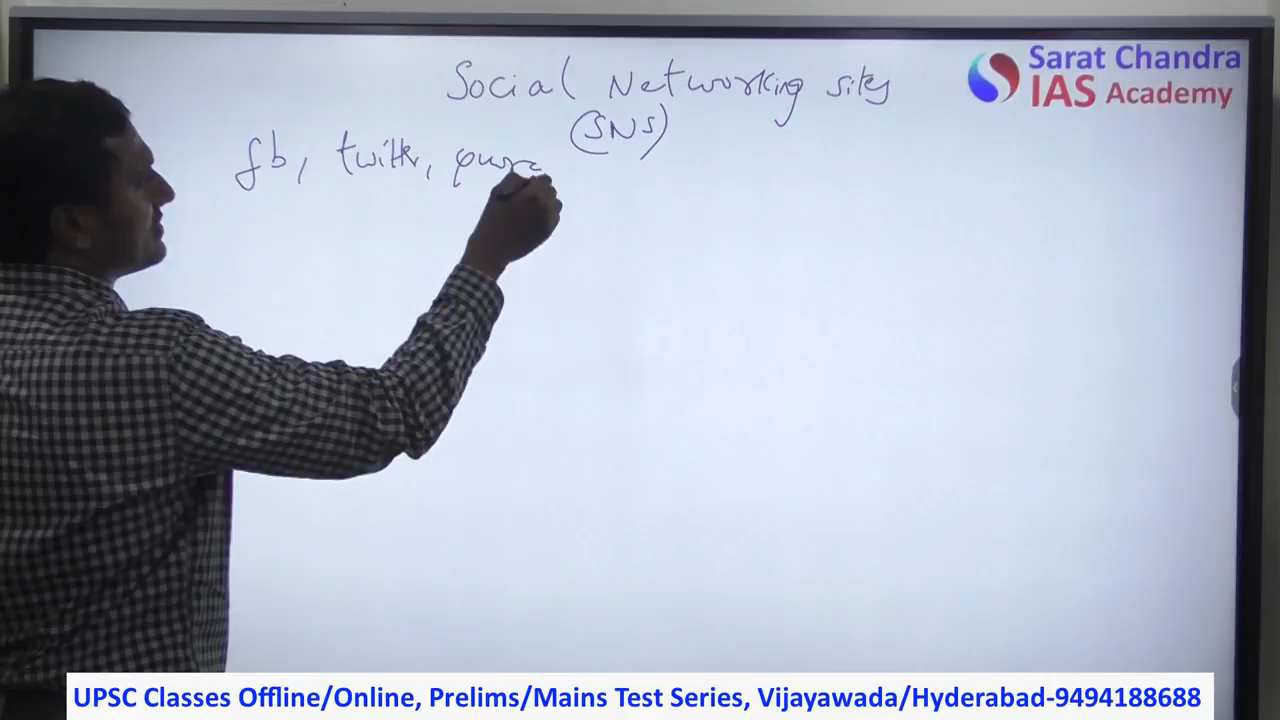 Social Networking sites
(SNS)
fb, twitter, quora
Sarat Chandra
IAS Academy
UPSC Classes Offline/Online, Prelims/Mains Test Series, Vijayawada/Hyderabad-9494188688